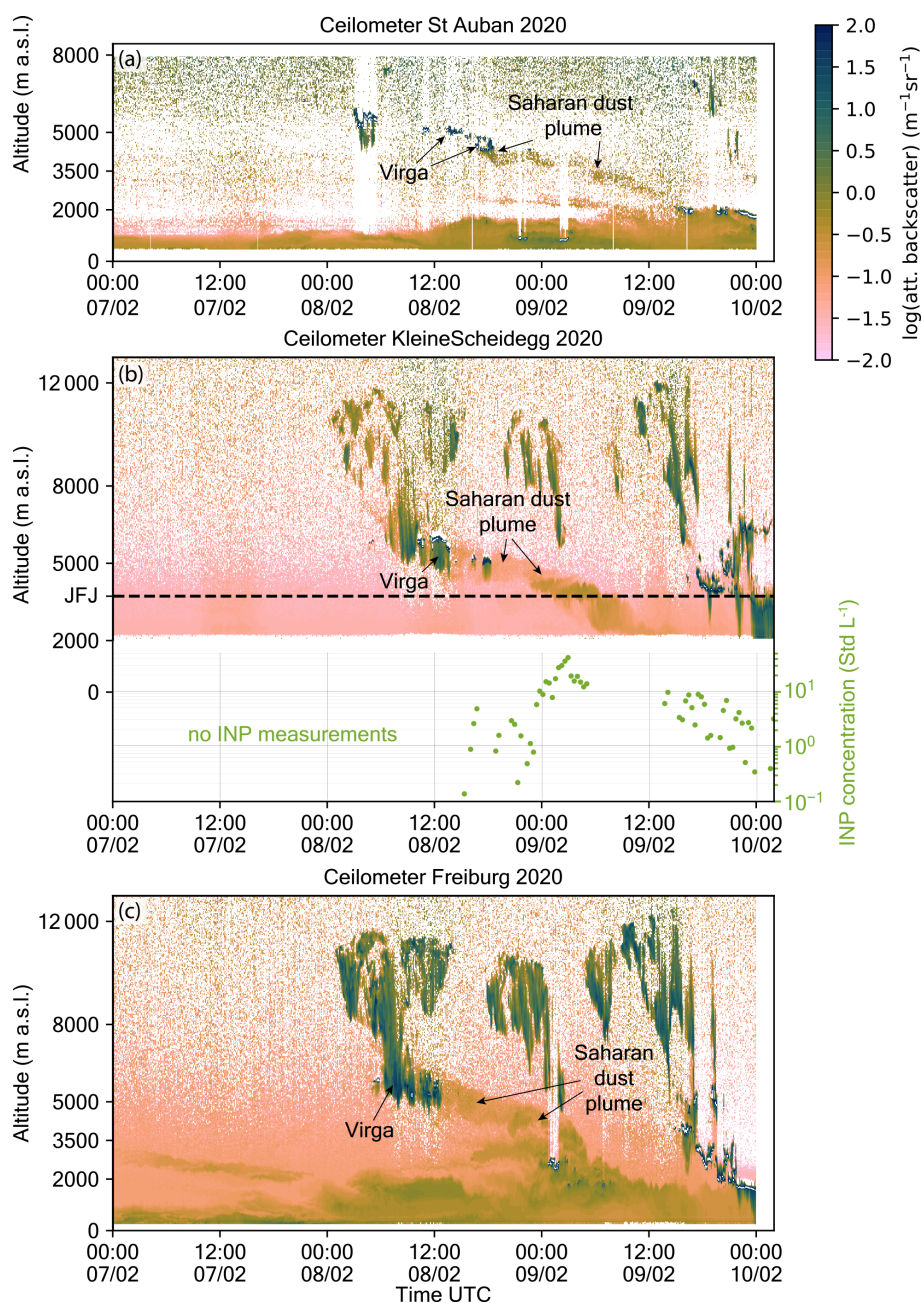 Ceilometer St Auban 2020
(a)
Altitude (m a.s.l.)
8000
5000
3500
2000
0
Saharan dust
plume
Virga
00:00 12:00 00:00 12:00 00:00 12:00 00:00
07/02 07/02 08/02 08/02 09/02 09/02 10/02
2.0
1.5
1.0
0.5
0.0
−0.5
−1.0
−1.5
−2.0
log(att. backscatter) (m⁻¹sr⁻¹)
Ceilometer KleineScheidegg 2020
(b)
Altitude (m a.s.l.)
12 000
8000
5000
JFJ
2000
0
Saharan dust
plume
Virga
no INP measurements
10¹
10⁰
10⁻¹
INP concentration (Std L⁻¹)
00:00 12:00 00:00 12:00 00:00 12:00 00:00
07/02 07/02 08/02 08/02 09/02 09/02 10/02
Ceilometer Freiburg 2020
(c)
Altitude (m a.s.l.)
12 000
8000
5000
3500
2000
0
Saharan
dust
plume
Virga
00:00 12:00 00:00 12:00 00:00 12:00 00:00
07/02 07/02 08/02 08/02 09/02 09/02 10/02
Time UTC